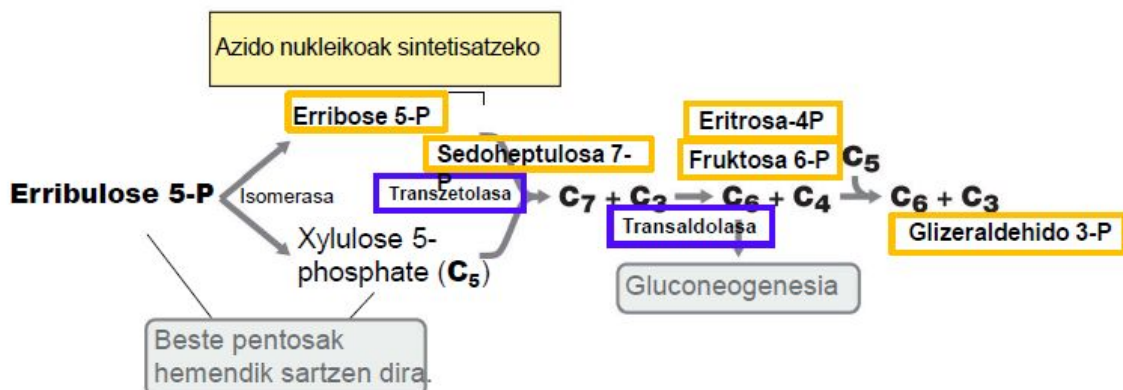 Azido nukleikoak sintetisatzeko
Erribose 5-P
Eritrosa-4P
Sedoheptulosa 7-
P
Fruktosa 6-P
C5
Erribulose 5-P
Isomerasa
Transzetolasa
C7 + C3
C6 + C4
C6 + C3
Transaldolasa
Glizeraldehido 3-P
Xylulose 5-
phosphate (C5)
Gluconeogenesia
Beste pentosak
hemendik sartzen dira.